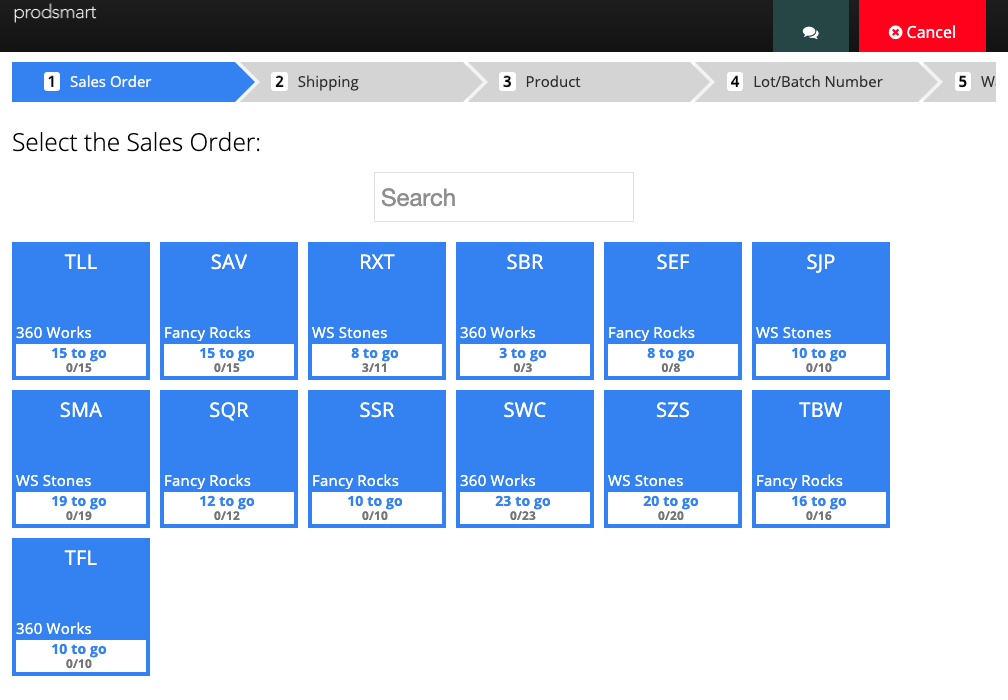 prodsmart
Cancel
1 Sales Order 2 Shipping 3 Product 4 Lot/Batch Number 5 W
Select the Sales Order:
Search
TLL SAV RXT SBR SEF SJP
360 Works Fancy Rocks WS Stones 360 Works Fancy Rocks WS Stones
15 to go 15 to go 8 to go 3 to go 8 to go 10 to go
0/15 0/15 3/11 0/3 0/8 0/10
SMA SQR SSR SWC SZS TBW
WS Stones Fancy Rocks Fancy Rocks 360 Works WS Stones Fancy Rocks
19 to go 12 to go 10 to go 23 to go 20 to go 16 to go
0/19 0/12 0/10 0/23 0/20 0/16
TFL
360 Works
10 to go
0/10